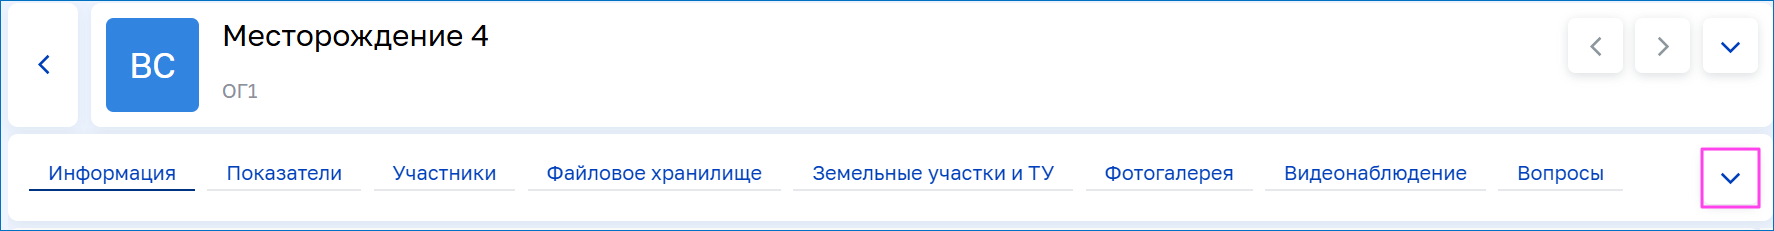 ВС
Месторождение 4
ОГ1
Информация Показатели Участники Файловое хранилище Земельные участки и ТУ Фотогалерея Видеонаблюдение Вопросы